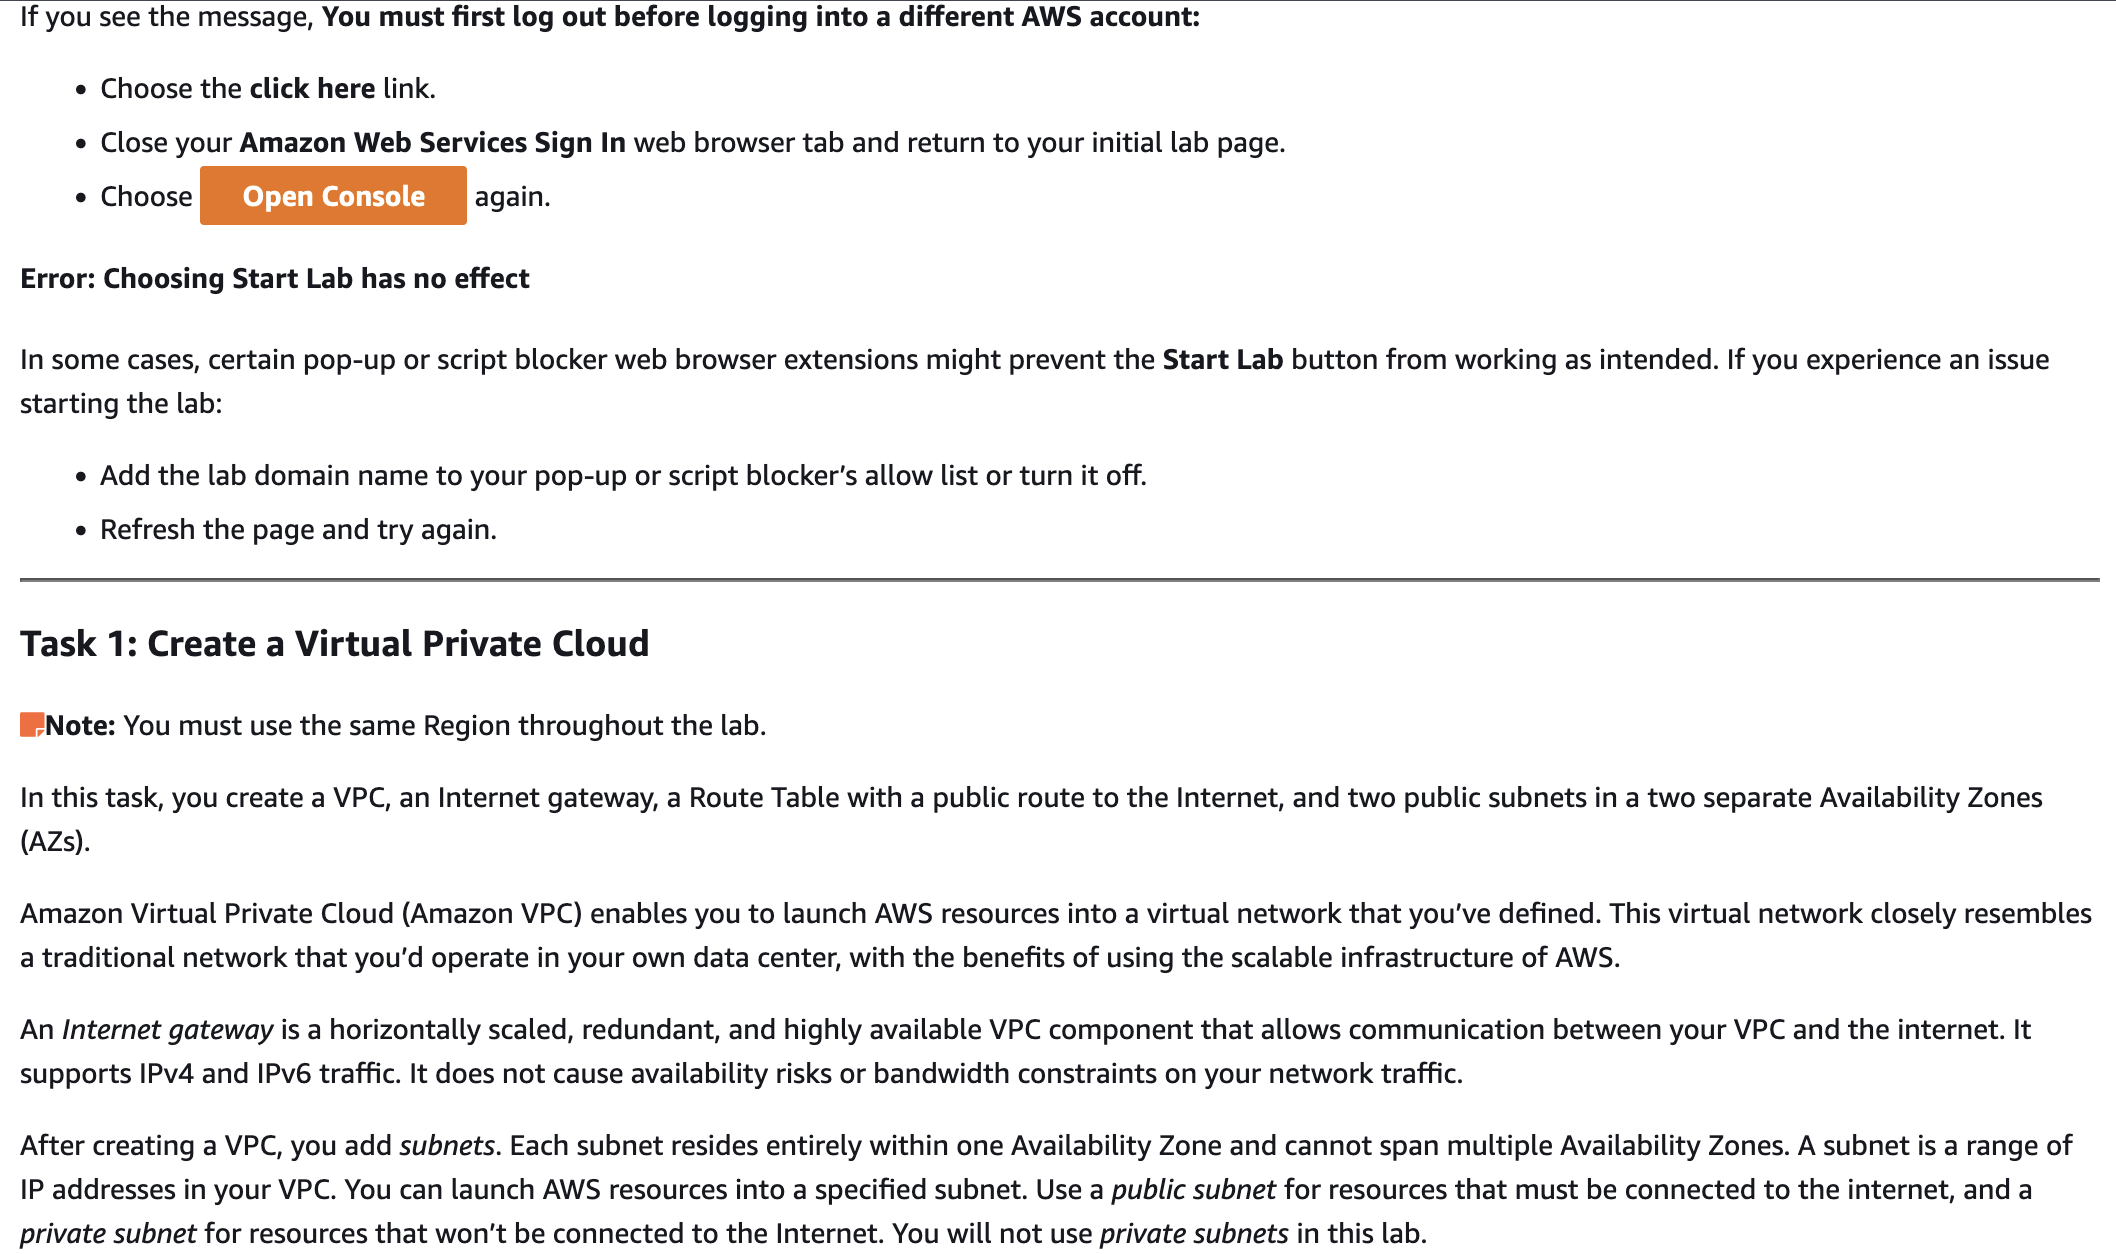 If you see the message, You must first log out before logging into a different AWS account:
• Choose the click here link.
• Close your Amazon Web Services Sign In web browser tab and return to your initial lab page.
• Choose Open Console again.
Error: Choosing Start Lab has no effect
In some cases, certain pop-up or script blocker web browser extensions might prevent the Start Lab button from working as intended. If you experience an issue
starting the lab:
• Add the lab domain name to your pop-up or script blocker’s allow list or turn it off.
• Refresh the page and try again.
Task 1: Create a Virtual Private Cloud
Note: You must use the same Region throughout the lab.
In this task, you create a VPC, an Internet gateway, a Route Table with a public route to the Internet, and two public subnets in a two separate Availability Zones
(AZs).
Amazon Virtual Private Cloud (Amazon VPC) enables you to launch AWS resources into a virtual network that you’ve defined. This virtual network closely resembles
a traditional network that you’d operate in your own data center, with the benefits of using the scalable infrastructure of AWS.
An Internet gateway is a horizontally scaled, redundant, and highly available VPC component that allows communication between your VPC and the internet. It
supports IPv4 and IPv6 traffic. It does not cause availability risks or bandwidth constraints on your network traffic.
After creating a VPC, you add subnets. Each subnet resides entirely within one Availability Zone and cannot span multiple Availability Zones. A subnet is a range of
IP addresses in your VPC. You can launch AWS resources into a specified subnet. Use a public subnet for resources that must be connected to the internet, and a
private subnet for resources that won’t be connected to the Internet. You will not use private subnets in this lab.